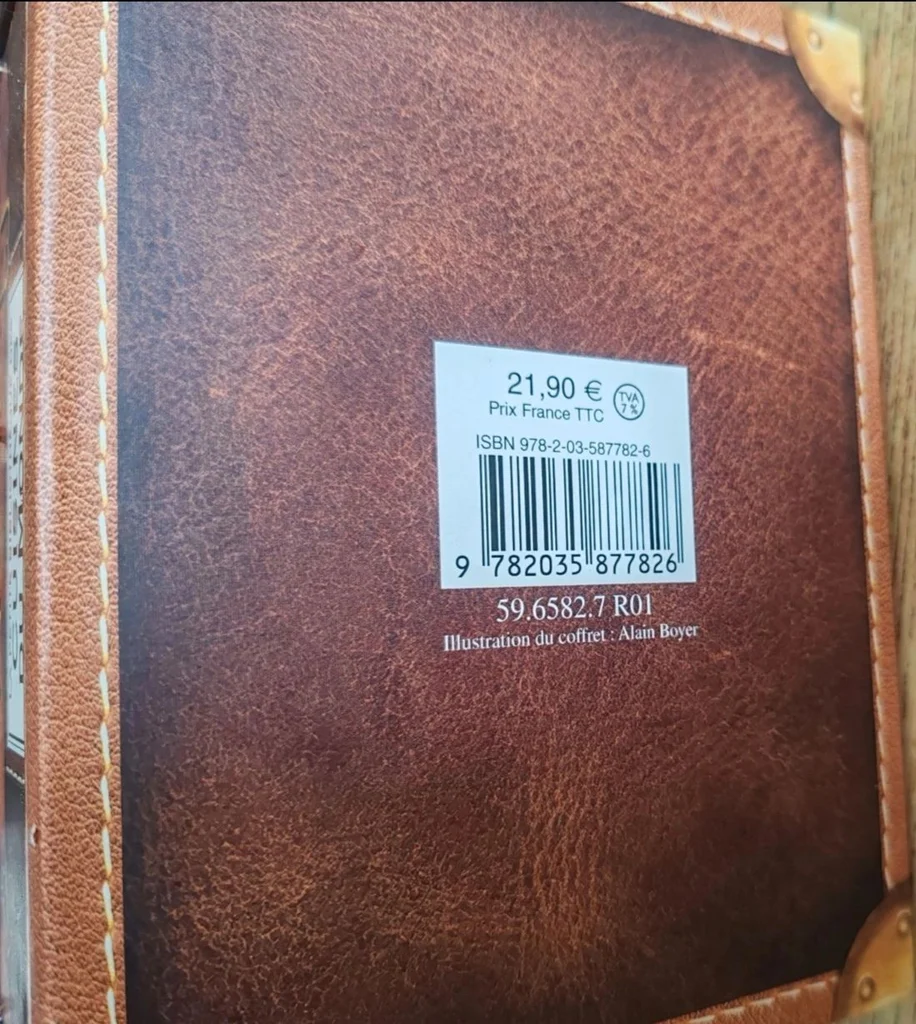 21,90 €
TVA
7 %
Prix France TTC
ISBN 978-2-03-587782-6
9 782035 877826
59.6582.7 R01
Illustration du coffret : Alain Boyer